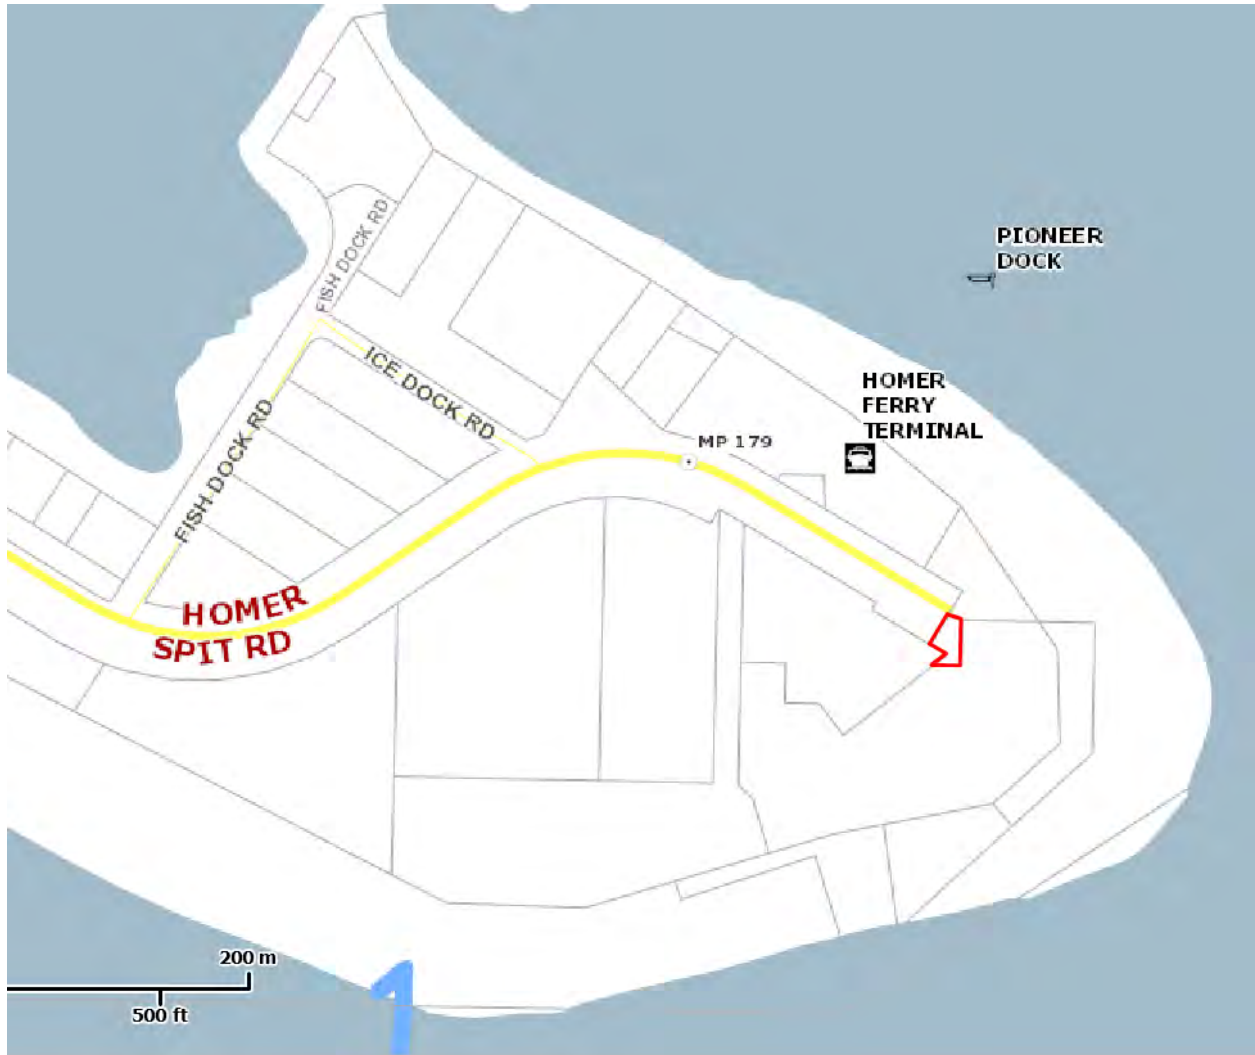 FISH DOCK RD
PIONEER
DOCK
ICE DOCK RD
HOMER
FERRY
TERMINAL
FISH DOCK RD
MP 179
HOMER
SPIT RD
200 m
500 ft
1